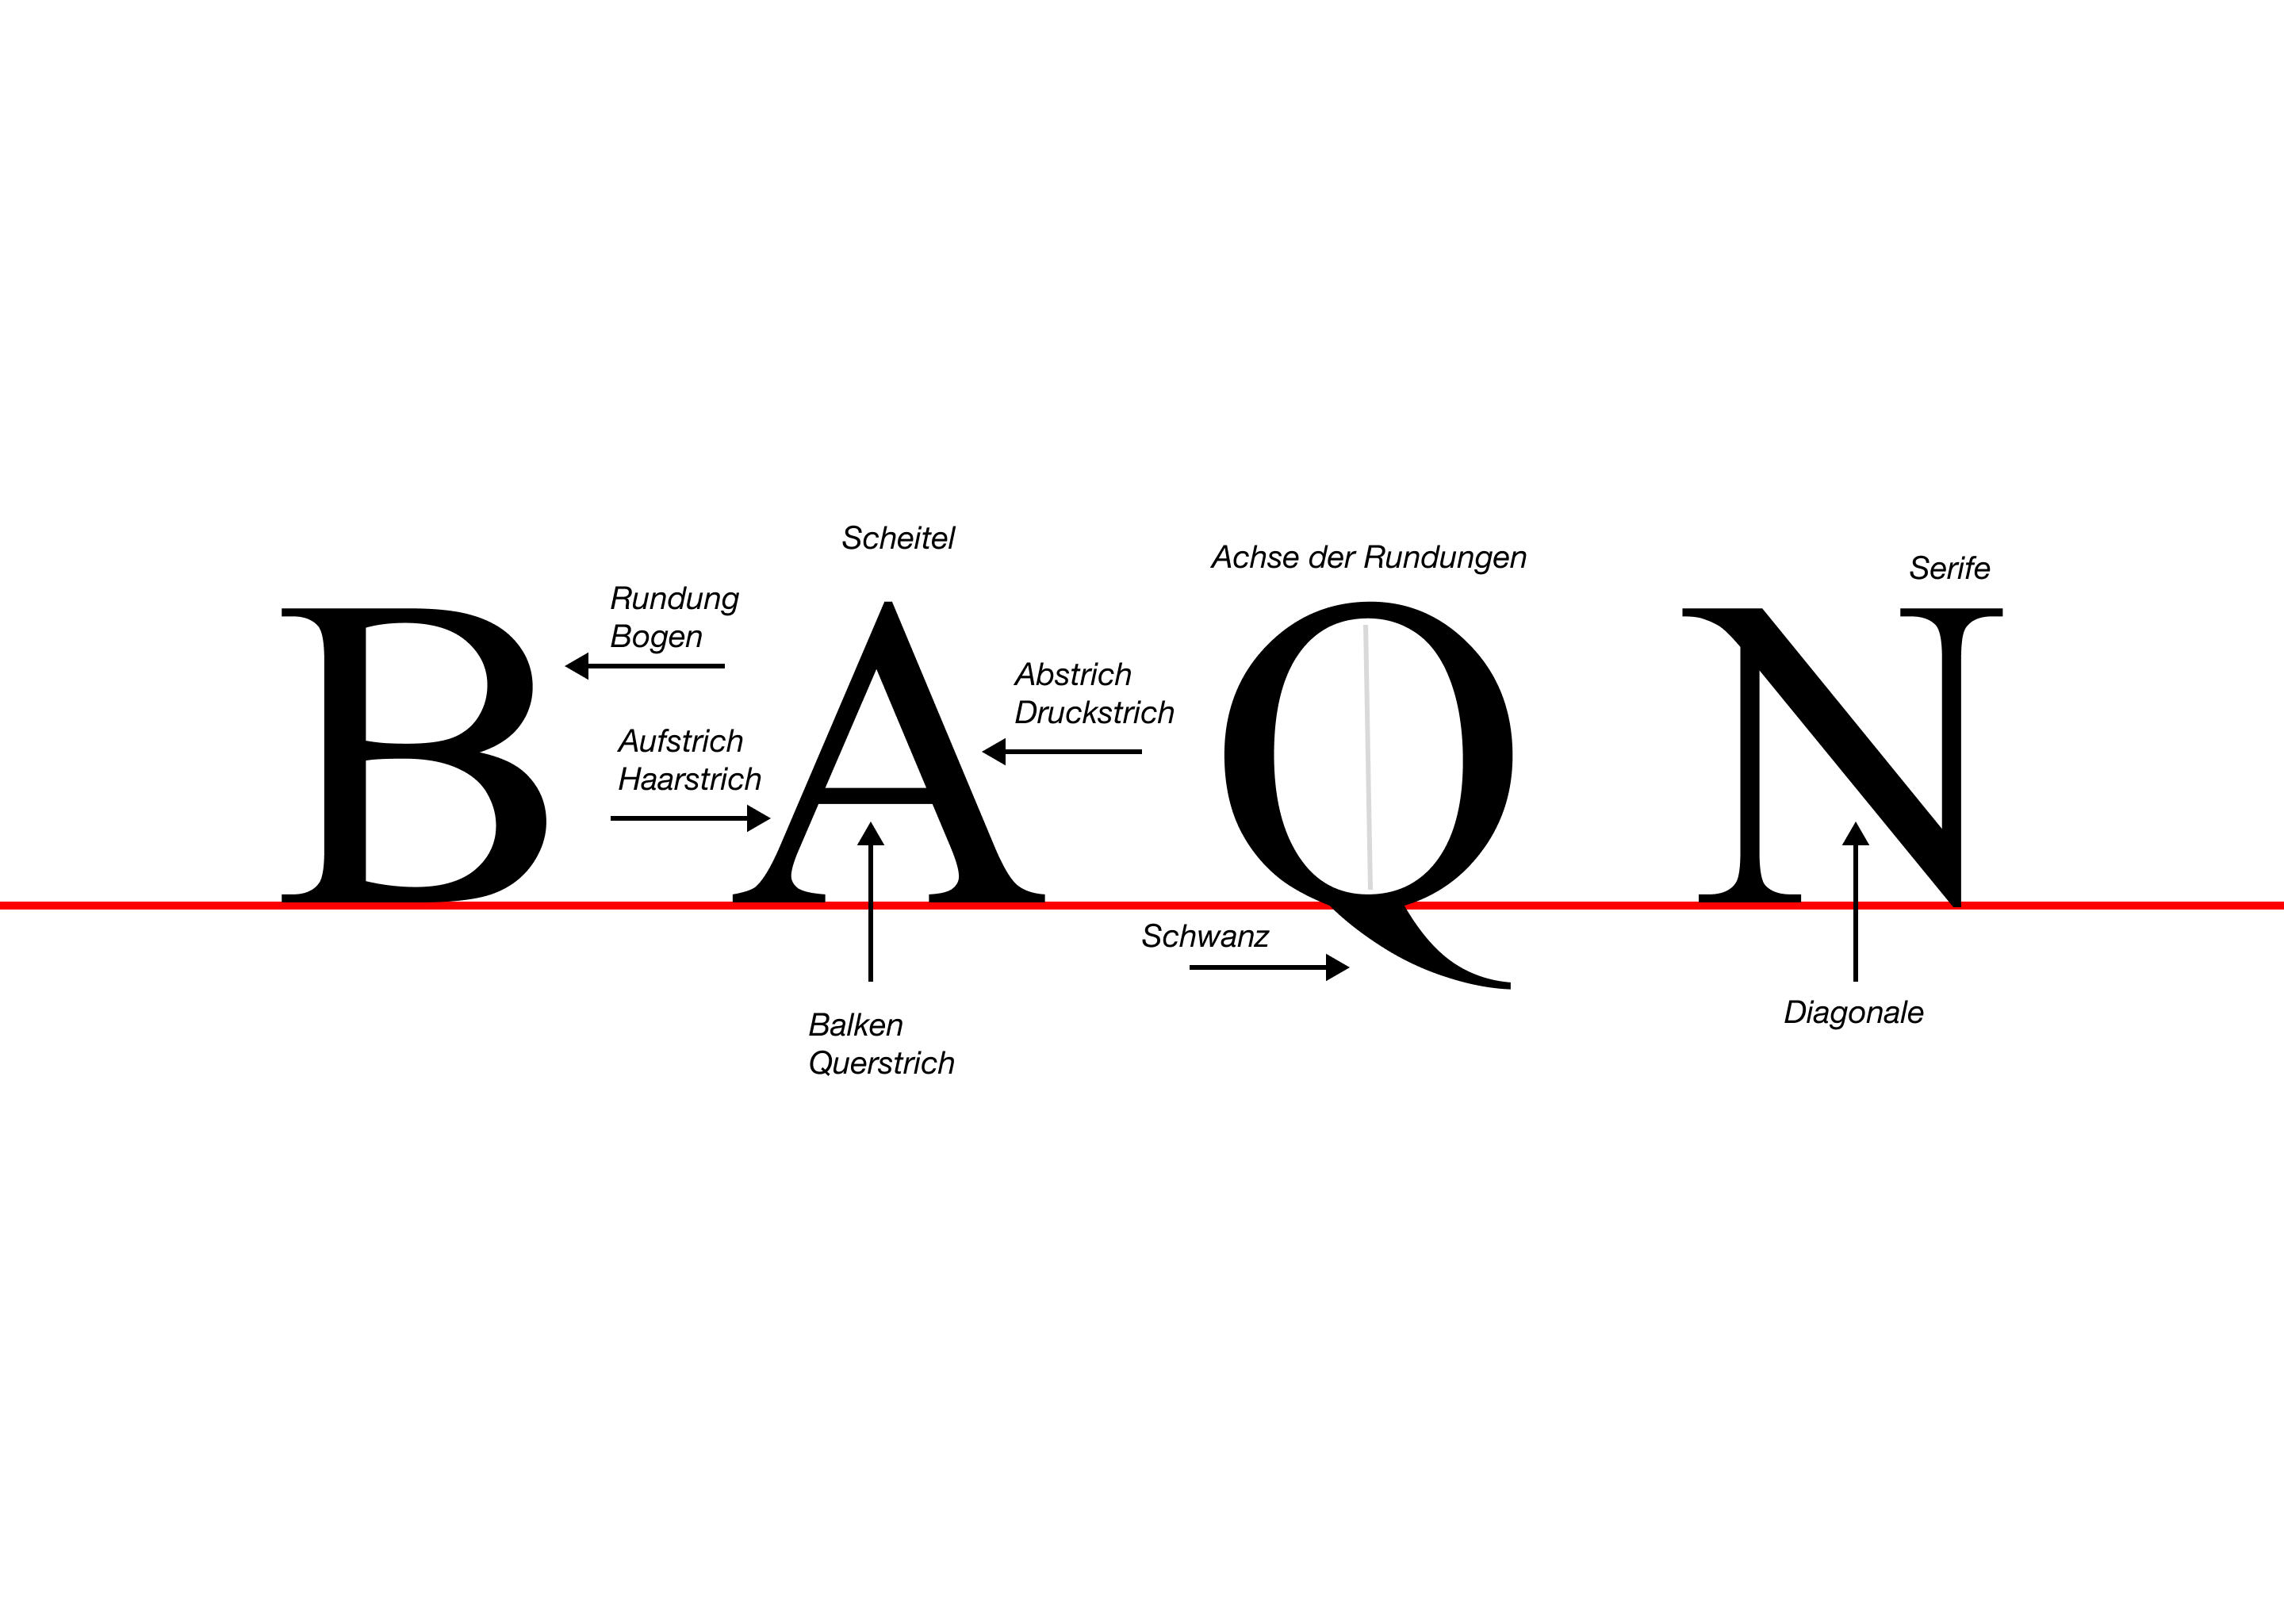 Scheitel
Achse der Rundungen
Serife
Rundung
Bogen
Abstrich
Druckstrich
Aufstrich
Haarstrich
B A Q N
Schwanz
Balken
Querstrich
Diagonale